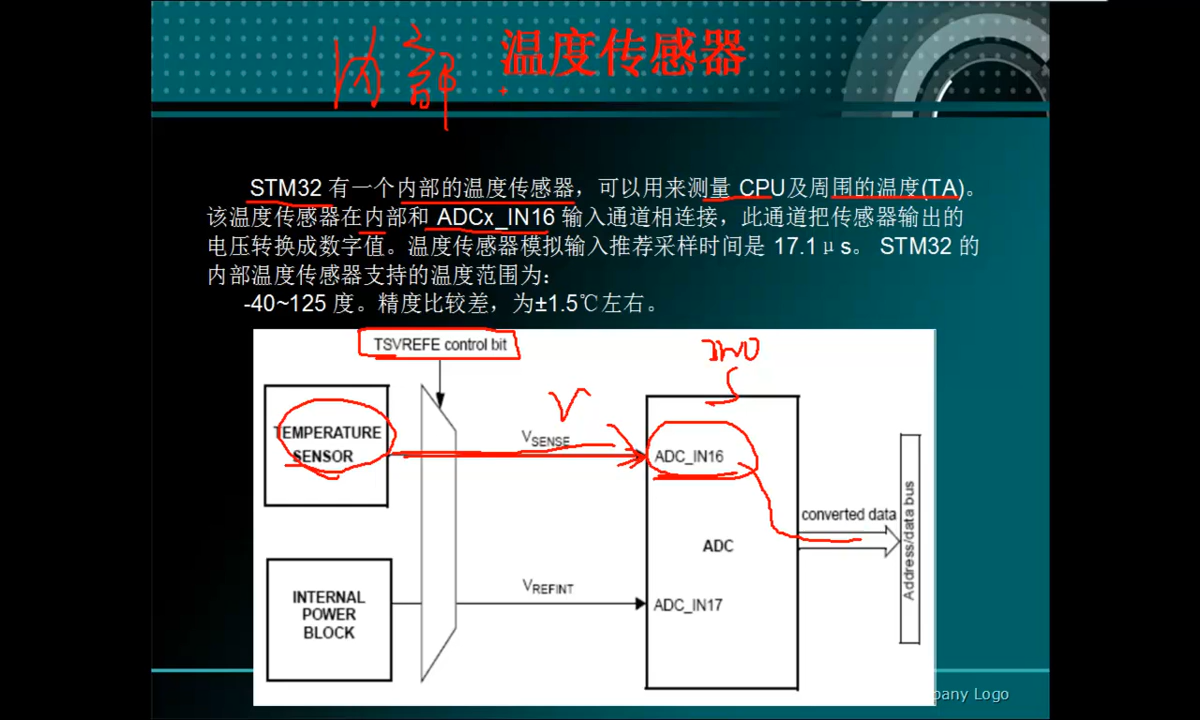 内部 温度传感器
STM32 有一个内部的温度传感器，可以用来测量 CPU及周围的温度(TA)。
该温度传感器在内部和 ADCx_IN16 输入通道相连接，此通道把传感器输出的
电压转换成数字值。温度传感器模拟输入推荐采样时间是 17.1μs。 STM32 的
内部温度传感器支持的温度范围为：
-40~125 度。精度比较差，为±1.5℃左右。
TSVREFE control bit
TEMPERATURE
SENSOR
V
VSENSE
ADC_IN16
converted data
Address/data bus
ADC
INTERNAL
POWER
BLOCK
VREFINT
ADC_IN17
pany Logo